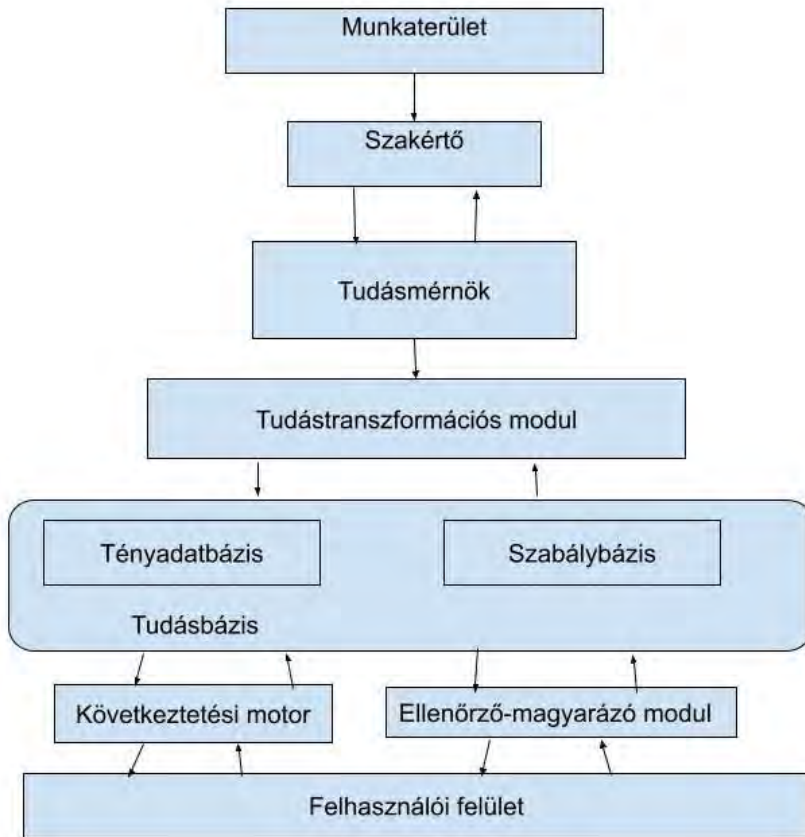 Munkaterület
Szakértő
Tudásmérnök
Tudástranszformációs modul
Tényadatbázis
Szabálybázis
Tudásbázis
Következtetési motor
Ellenőrző-magyarázó modul
Felhasználói felület